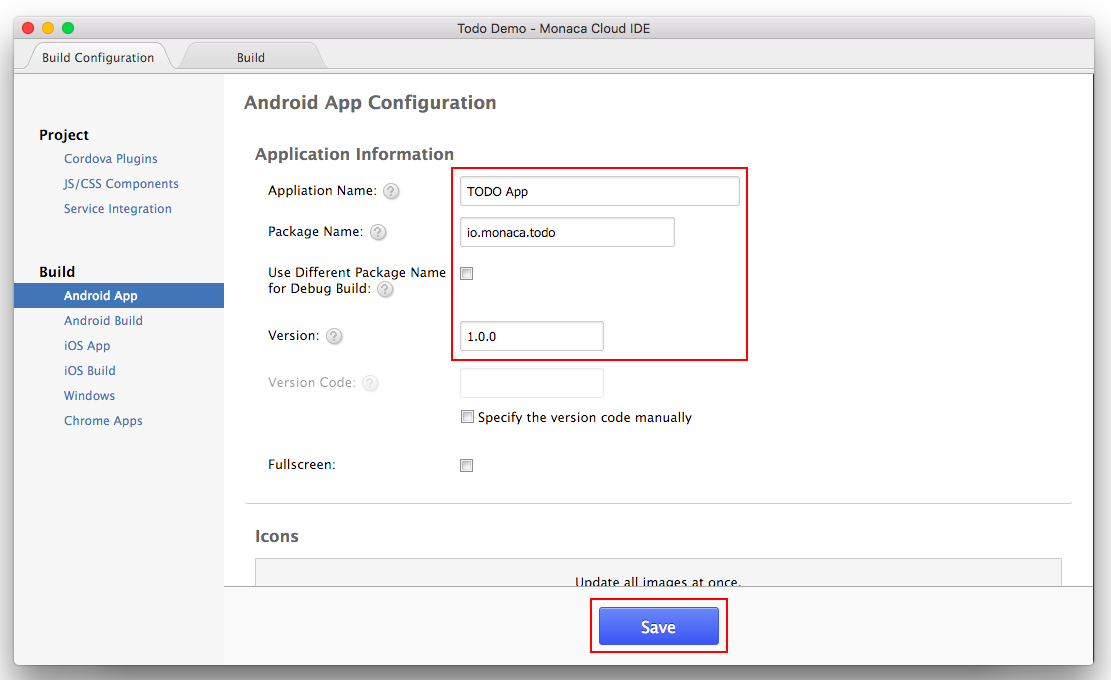 Todo Demo - Monaca Cloud IDE
Build Configuration
Build
Project
Cordova Plugins
JS/CSS Components
Service Integration
Build
Android App
Android Build
iOS App
iOS Build
Windows
Chrome Apps
Android App Configuration
Application Information
Appliation Name: ?
TODO App
Package Name: ?
io.monaca.todo
Use Different Package Name
for Debug Build: ?
Version: ?
1.0.0
Version Code: ?
Specify the version code manually
Fullscreen:
Icons
Update all images at once.
Save